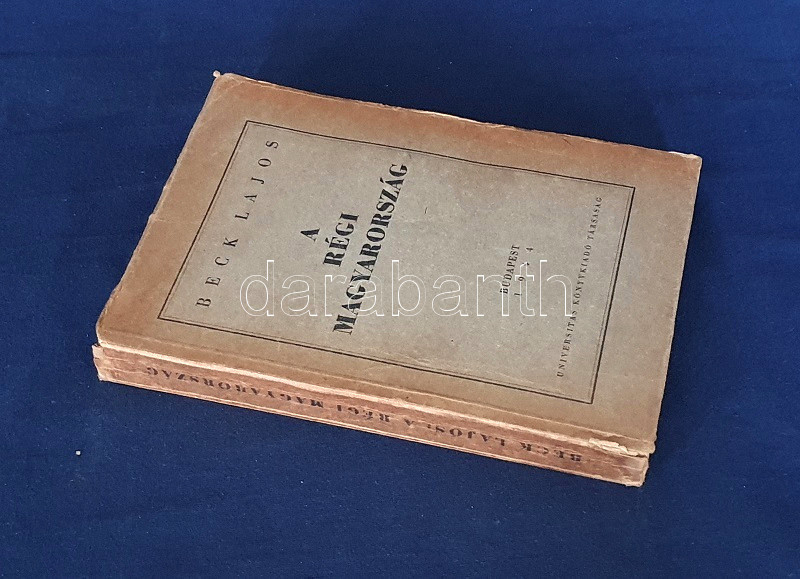 BECK LAJOS
A
RÉGI
MAGYARORSZÁG
BUDAPEST
UNIVERSITAS KÖNYVKIADÓ TÁRSASÁG
BECK LAJOS: A RÉGI MAGYARORSZÁG
darabanth